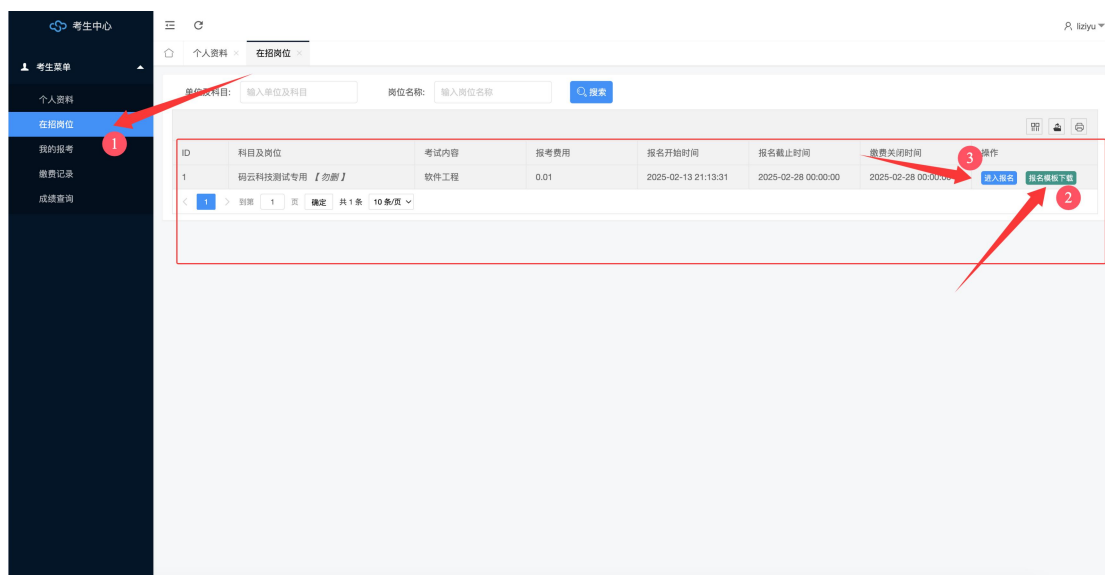 考生中心
liziyu
个人资料 × 在招岗位 ×
考生菜单
个人资料
在招岗位
我的报考
缴费记录
成绩查询
1
单位及科目: 输入单位及科目 岗位名称: 输入岗位名称 搜索
ID 科目及岗位 考试内容 报考费用 报名开始时间 报名截止时间 缴费关闭时间 操作
3
1 码云科技测试专用 【勿删】 软件工程 0.01 2025-02-13 21:13:31 2025-02-28 00:00:00 2025-02-28 00:00:00 进入报名 报名模板下载
2
1 到第 1 页 确定 共 1 条 10 条/页